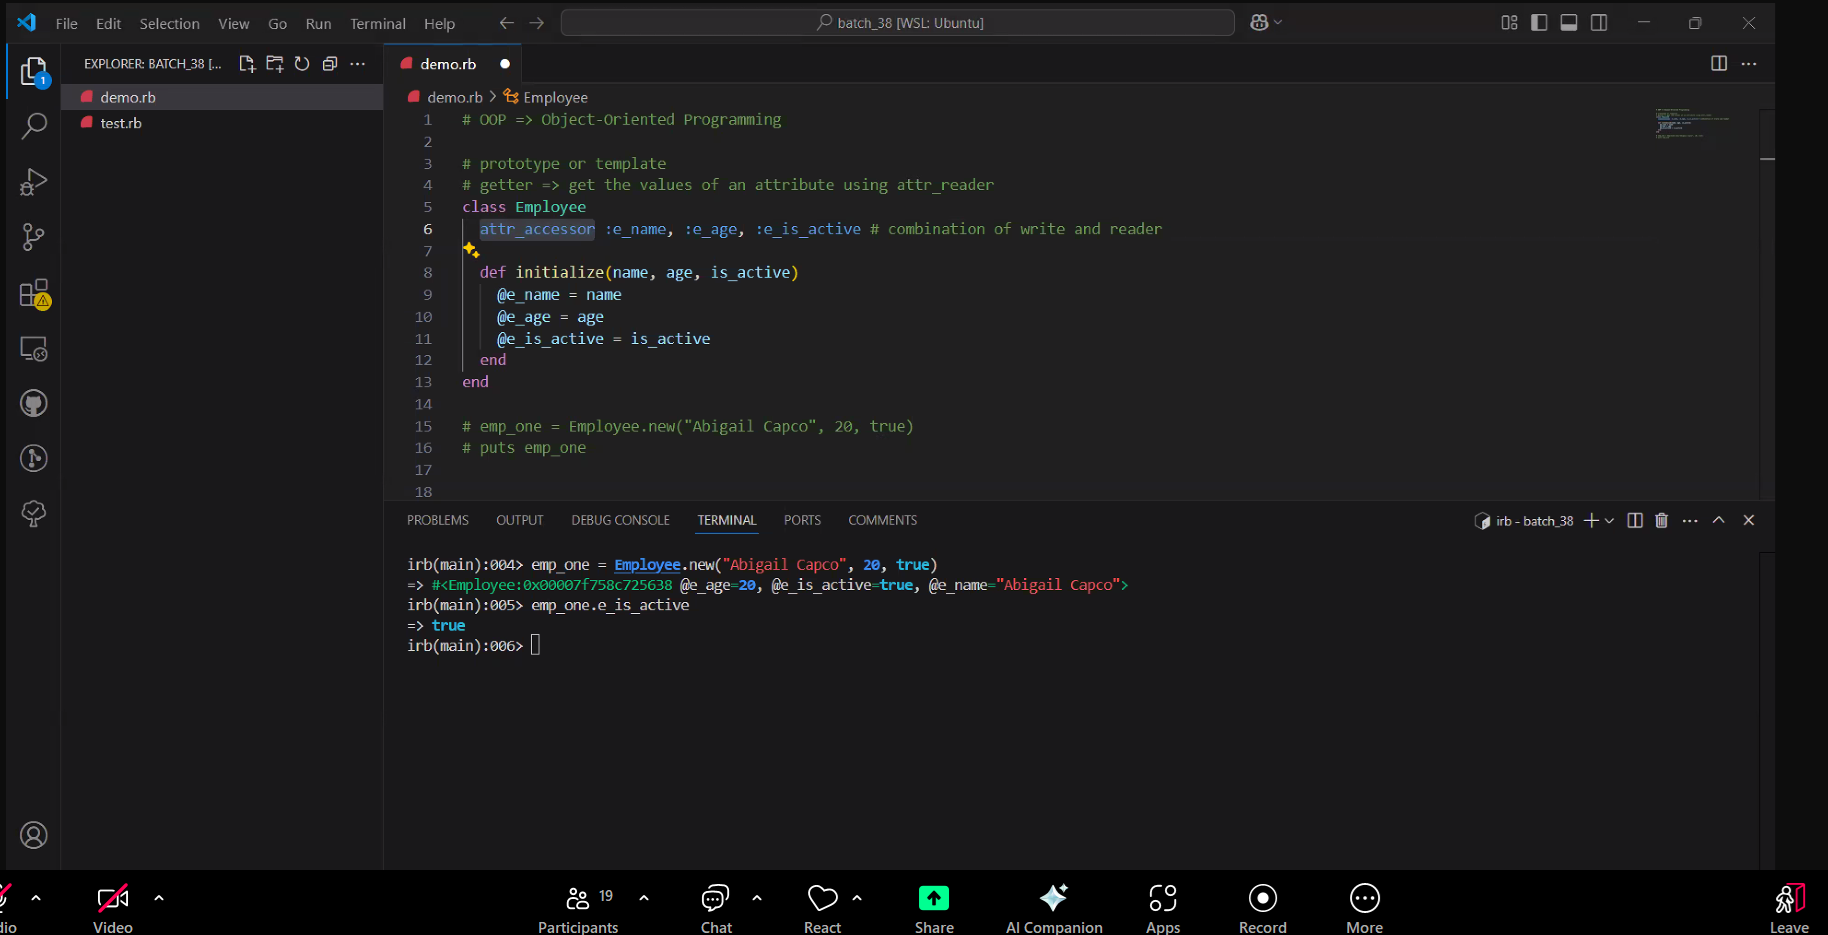 File Edit Selection View Go Run Terminal Help
batch_38 [WSL: Ubuntu]
EXPLORER: BATCH_38 [...
demo.rb
test.rb
1
demo.rb
demo.rb > Employee
1 # OOP => Object-Oriented Programming
2
3 # prototype or template
4 # getter => get the values of an attribute using attr_reader
5 class Employee
6 attr_accessor :e_name, :e_age, :e_is_active # combination of write and reader
7
8 def initialize(name, age, is_active)
9 @e_name = name
10 @e_age = age
11 @e_is_active = is_active
12 end
13 end
14
15 # emp_one = Employee.new("Abigail Capco", 20, true)
16 # puts emp_one
17
18
PROBLEMS OUTPUT DEBUG CONSOLE TERMINAL PORTS COMMENTS
irb - batch_38
irb(main):004> emp_one = Employee.new("Abigail Capco", 20, true)
=> #<Employee:0x00007f758c725638 @e_age=20, @e_is_active=true, @e_name="Abigail Capco">
irb(main):005> emp_one.e_is_active
=> true
irb(main):006>
19
dio Video Participants Chat React Share AI Companion Apps Record More Leave